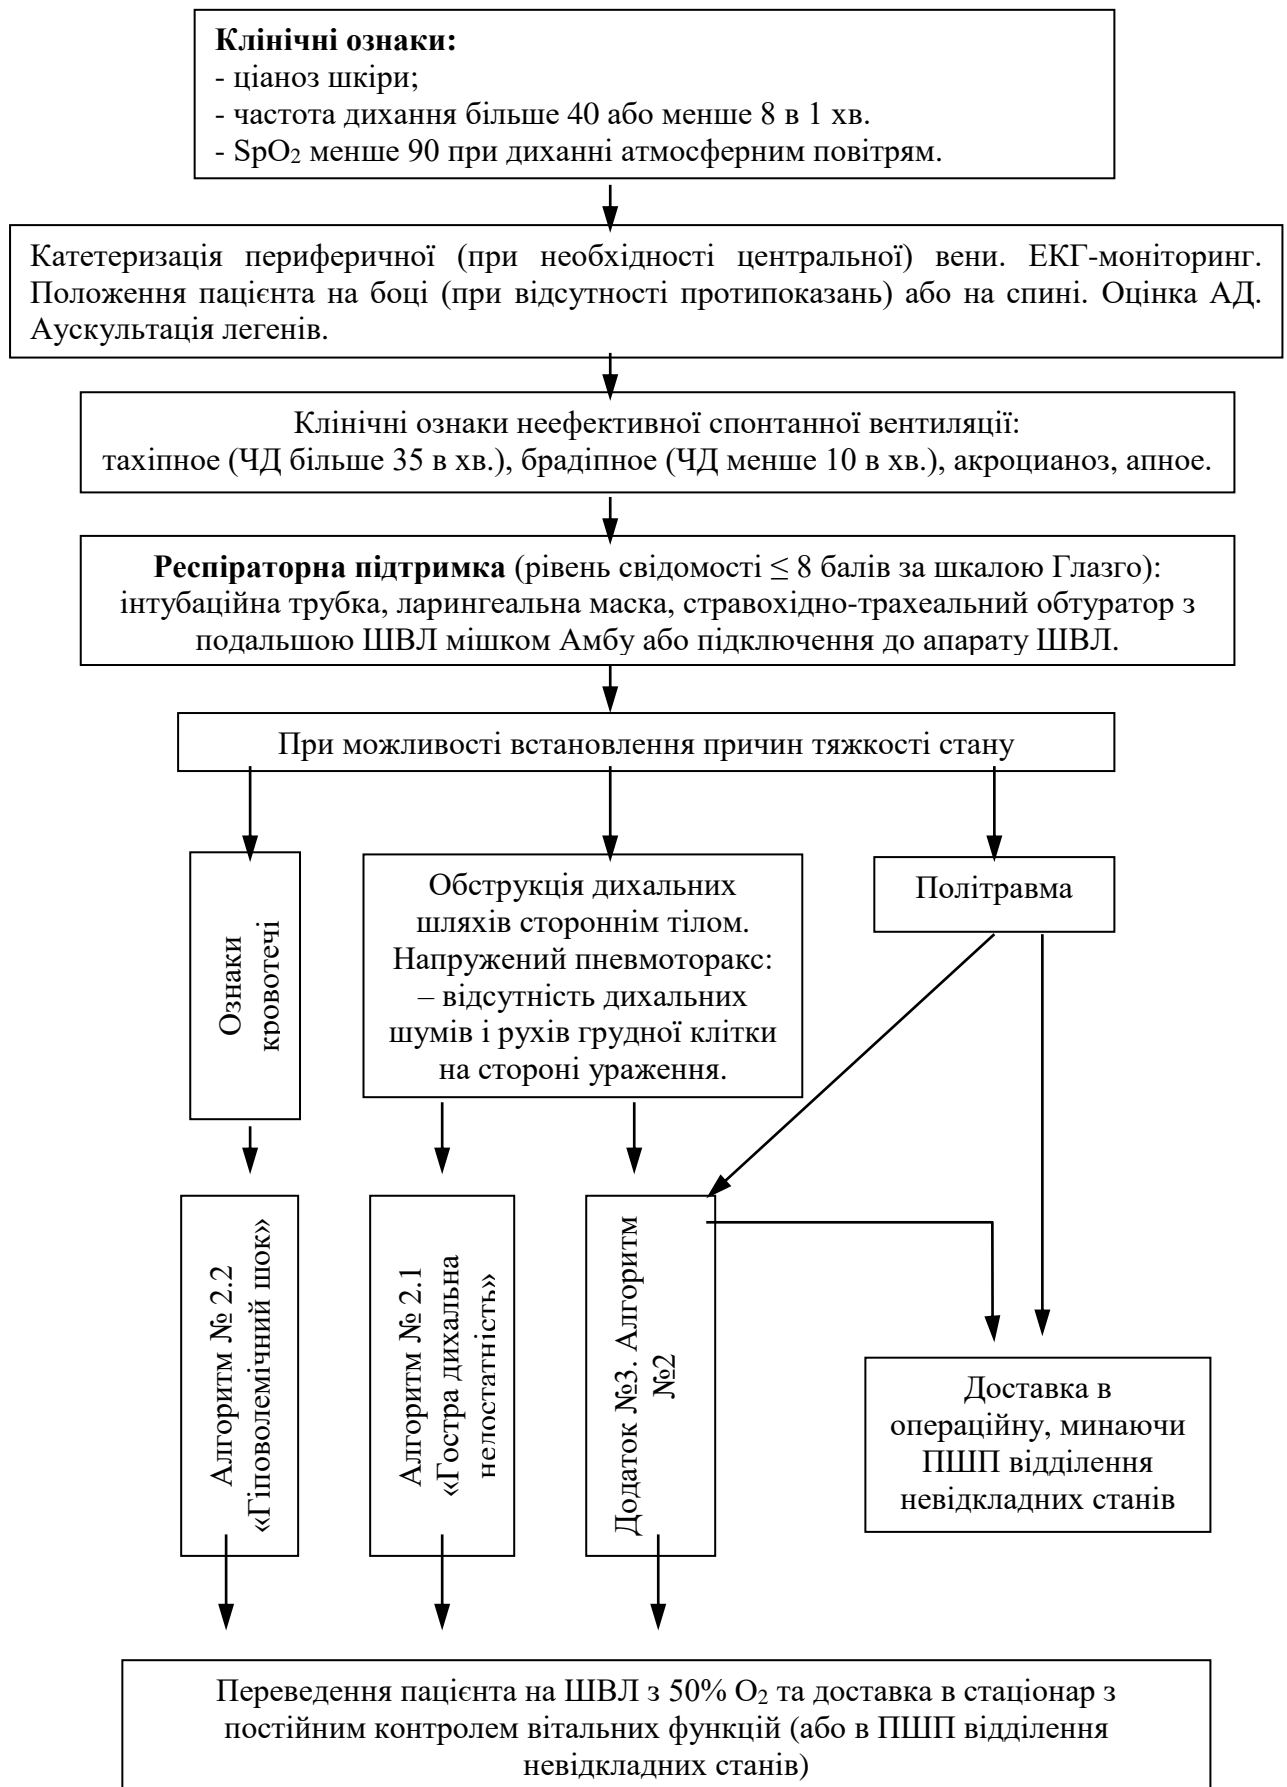 Клінічні ознаки:
- ціаноз шкіри;
- частота дихання більше 40 або менше 8 в 1 хв.
- SpO₂ менше 90 при диханні атмосферним повітрям.
Катетеризація периферичної (при необхідності центральної) вени. ЕКГ-моніторинг.
Положення пацієнта на боці (при відсутності протипоказань) або на спині. Оцінка АД.
Аускультація легенів.
Клінічні ознаки неефективної спонтанної вентиляції:
тахіпное (ЧД більше 35 в хв.), брадіпное (ЧД менше 10 в хв.), акроцианоз, апное.
Респіраторна підтримка (рівень свідомості ≤ 8 балів за шкалою Глазго):
інтубаційна трубка, ларингеальна маска, стравохідно-трахеальний обтуратор з
подальшою ШВЛ мішком Амбу або підключення до апарату ШВЛ.
При можливості встановлення причин тяжкості стану
Ознаки
кровотечі
Обструкція дихальних
шляхів стороннім тілом.
Напружений пневмоторакс:
– відсутність дихальних
шумів і рухів грудної клітки
на стороні ураження.
Політравма
Алгоритм № 2.2
«Гіповолемічний шок»
Алгоритм № 2.1
«Гостра дихальна
недостатність»
Додаток №3. Алгоритм
№2
Доставка в
операційну, минаючи
ПШП відділення
невідкладних станів
Переведення пацієнта на ШВЛ з 50% O₂ та доставка в стаціонар з
постійним контролем вітальних функцій (або в ПШП відділення
невідкладних станів)